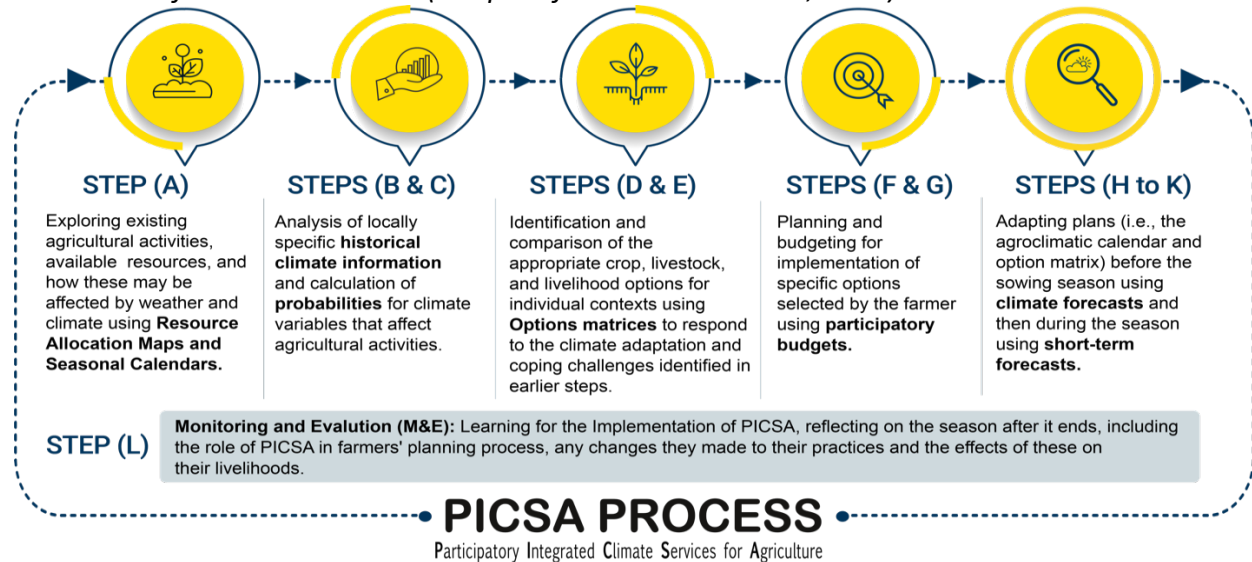 STEP (A)
Exploring existing
agricultural activities,
available resources, and
how these may be
affected by weather and
climate using Resource
Allocation Maps and
Seasonal Calendars.
STEPS (B & C)
Analysis of locally
specific historical
climate information
and calculation of
probabilities for climate
variables that affect
agricultural activities.
STEPS (D & E)
Identification and
comparison of the
appropriate crop, livestock,
and livelihood options for
individual contexts using
Options matrices to respond
to the climate adaptation and
coping challenges identified in
earlier steps.
STEPS (F & G)
Planning and
budgeting for
implementation of
specific options
selected by the farmer
using participatory
budgets.
STEPS (H to K)
Adapting plans (i.e., the
agroclimatic calendar and
option matrix) before the
sowing season using
climate forecasts and
then during the season
using short-term
forecasts.
STEP (L)
Monitoring and Evalution (M&E): Learning for the Implementation of PICSA, reflecting on the season after it ends, including
the role of PICSA in farmers' planning process, any changes they made to their practices and the effects of these on
their livelihoods.
PICSA PROCESS
Participatory Integrated Climate Services for Agriculture